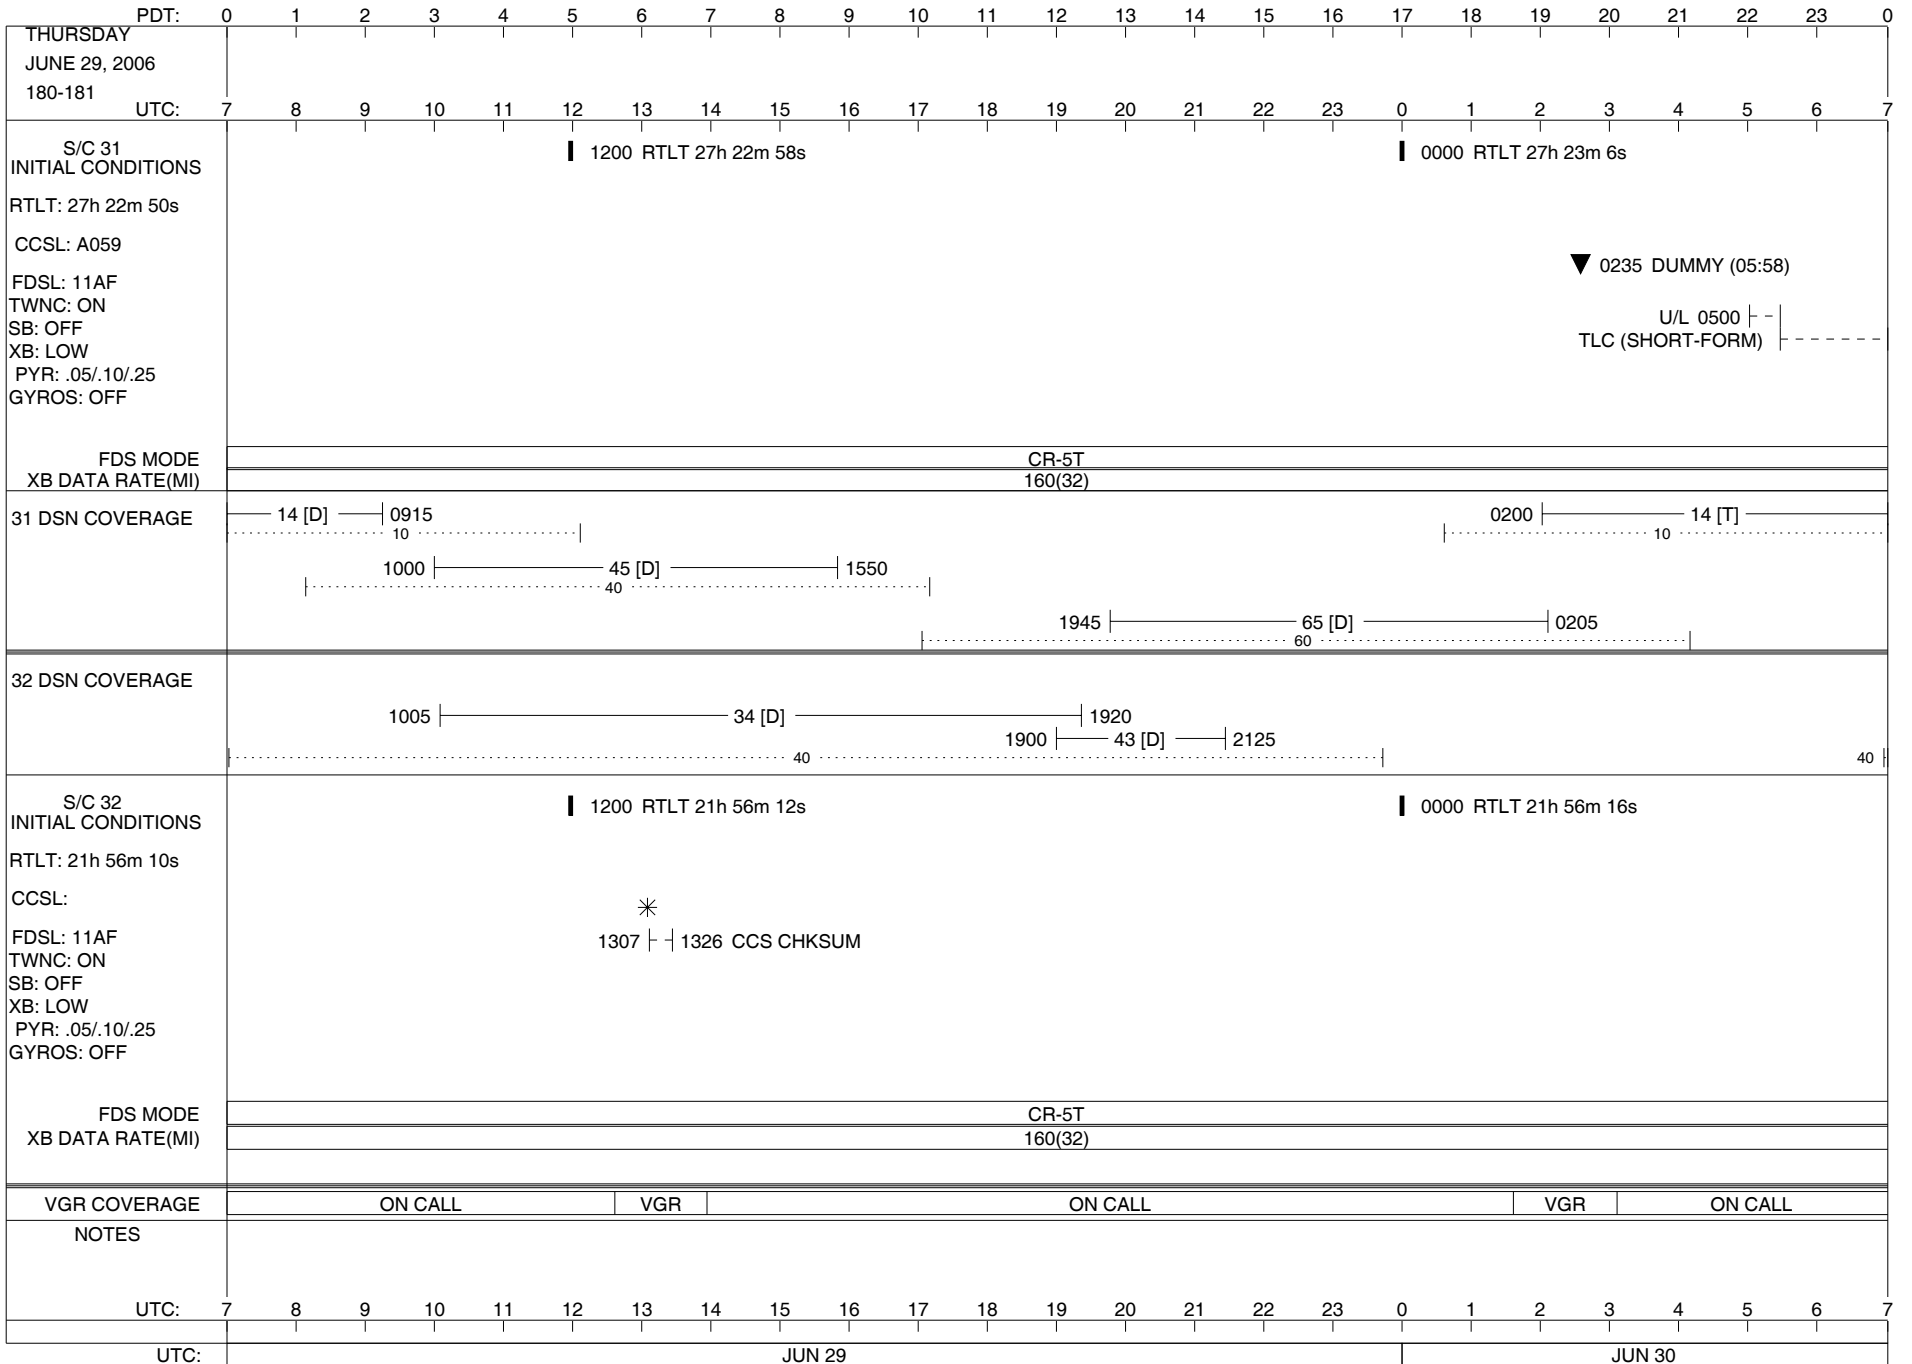 PDT: 0 1 2 3 4 5 6 7 8 9 10 11 12 13 14 15 16 17 18 19 20 21 22 23 0
THURSDAY
JUNE 29, 2006
180-181
UTC: 7 8 9 10 11 12 13 14 15 16 17 18 19 20 21 22 23 0 1 2 3 4 5 6 7
S/C 31
INITIAL CONDITIONS
1200 RTLT 27h 22m 58s
0000 RTLT 27h 23m 6s
RTLT: 27h 22m 50s
CCSL: A059
0235 DUMMY (05:58)
FDSL: 11AF
TWNC: ON
SB: OFF
U/L 0500
XB: LOW
TLC (SHORT-FORM)
PYR: .05/.10/.25
GYROS: OFF
FDS MODE CR-5T
XB DATA RATE(MI) 160(32)
31 DSN COVERAGE
14 [D] 0915
0200 14 [T]
10
10
1000 45 [D] 1550
40
1945 65 [D] 0205
60
32 DSN COVERAGE
1005 34 [D] 1920
1900 43 [D] 2125
40
40
S/C 32
INITIAL CONDITIONS
1200 RTLT 21h 56m 12s
0000 RTLT 21h 56m 16s
RTLT: 21h 56m 10s
CCSL:
FDSL: 11AF
1307 1326 CCS CHKSUM
TWNC: ON
SB: OFF
XB: LOW
PYR: .05/.10/.25
GYROS: OFF
FDS MODE CR-5T
XB DATA RATE(MI) 160(32)
VGR COVERAGE ON CALL VGR ON CALL VGR ON CALL
NOTES
UTC: 7 8 9 10 11 12 13 14 15 16 17 18 19 20 21 22 23 0 1 2 3 4 5 6 7
UTC: JUN 29 JUN 30